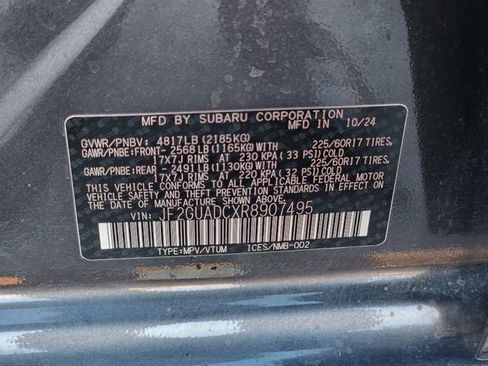 MFD BY SUBARU CORPORATION 10/24
GVWR/PNBV: 4817LB (2185KG)
GAWR/PNBE:FRONT-2568LB(1165KG)WITH 225/60R17 TIRES,
17X7J RIMS AT 230 KPA(33 PSI)COLD
GAWR/PNBE:REAR -2491LB(1130KG)WITH 225/60R17 TIRES,
17X7J RIMS AT 220 KPA(32 PSI)COLD
THIS VEHICLE CONFORMS TO ALL APPLICABLE FEDERAL MOTOR
VEHICLE SAFETY AND THEFT PREVENTION STANDARDS IN EFFECT
ON THE DATE OF MANUFACTURE SHOWN ABOVE.
JF2GUADCXR8907495
TYPE:MPV/VTUM ICES/NMB-002